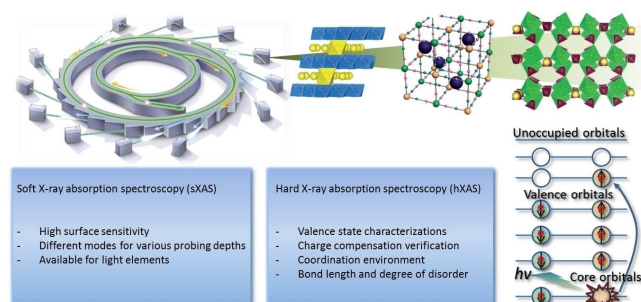 Unoccupied orbitals
Soft X-ray absorption spectroscopy (sXAS)
- High surface sensitivity
- Different modes for various probing depths
- Available for light elements
Hard X-ray absorption spectroscopy (hXAS)
- Valence state characterizations
- Charge compensation verification
- Coordination environment
- Bond length and degree of disorder
Valence orbitals
hν
Core orbitals